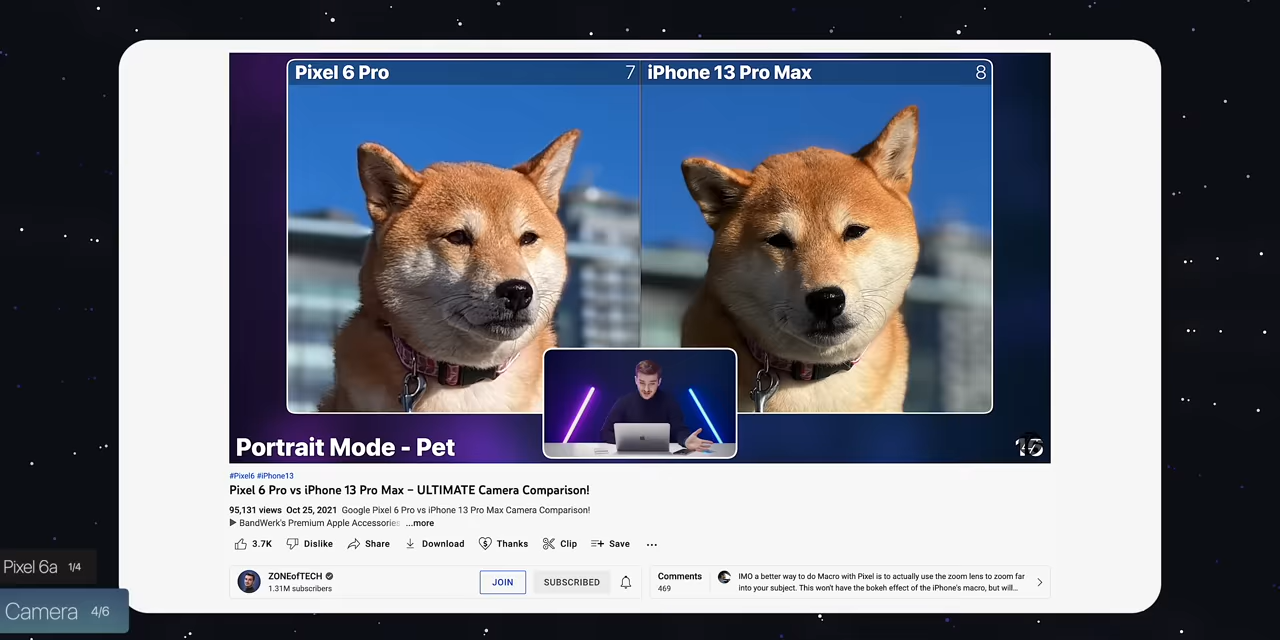 Pixel 6 Pro 7 iPhone 13 Pro Max 8
Portrait Mode - Pet
#Pixel6 #iPhone13
Pixel 6 Pro vs iPhone 13 Pro Max – ULTIMATE Camera Comparison!
95,131 views Oct 25, 2021 Google Pixel 6 Pro vs iPhone 13 Pro Max Camera Comparison!
▶ BandWerk's Premium Apple Accessories ...more
3.7K Dislike Share Download Thanks Clip Save ...
ZONEofTECH
1.31M subscribers
JOIN SUBSCRIBED
Comments
469
IMO a better way to do Macro with Pixel is to actually use the zoom lens to zoom far
into your subject. This won't have the bokeh effect of the iPhone's macro, but will...
Pixel 6a 1/4
Camera 4/6